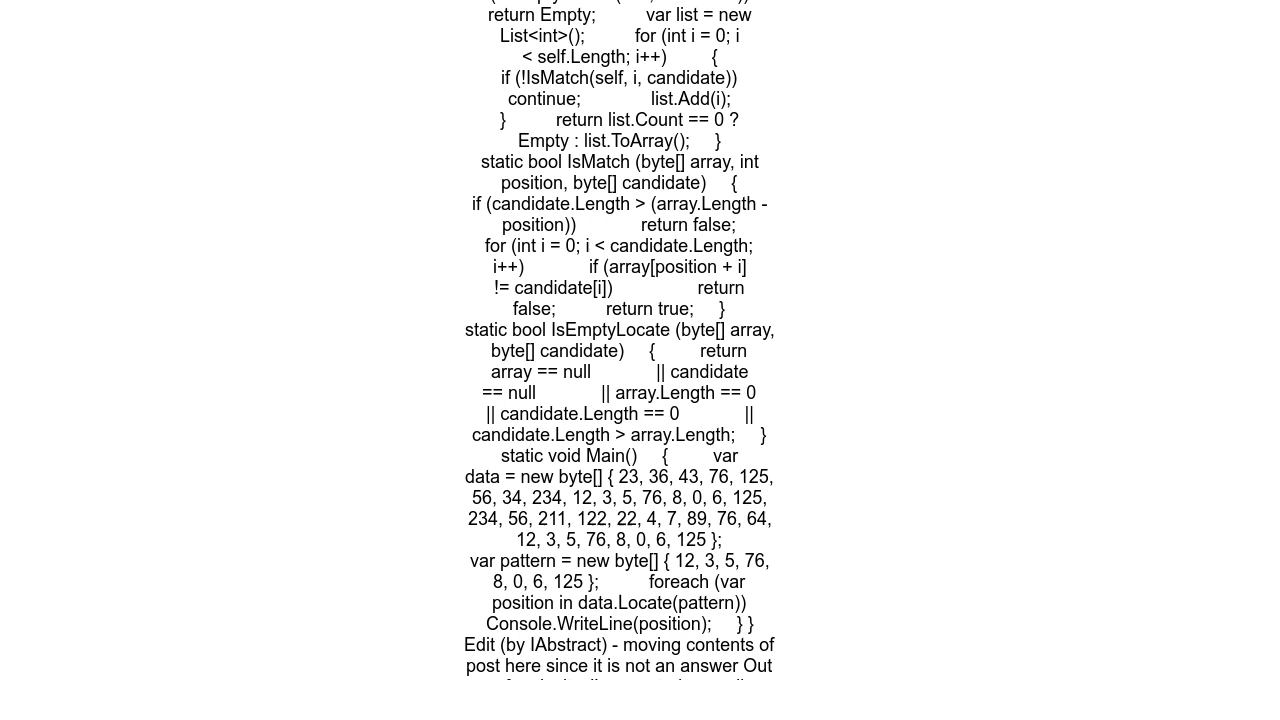 return Empty;          var list = new
List<int>();          for (int i = 0; i
< self.Length; i++)         {
if (!IsMatch(self, i, candidate))
continue;              list.Add(i);
}          return list.Count == 0 ?
Empty : list.ToArray();     }
static bool IsMatch (byte[] array, int
position, byte[] candidate)     {
if (candidate.Length > (array.Length -
position))             return false;
for (int i = 0; i < candidate.Length;
i++)             if (array[position + i]
!= candidate[i])                 return
false;          return true;     }
static bool IsEmptyLocate (byte[] array,
byte[] candidate)     {         return
array == null             || candidate
== null             || array.Length == 0
|| candidate.Length == 0             ||
candidate.Length > array.Length;     }
static void Main()     {         var
data = new byte[] { 23, 36, 43, 76, 125,
56, 34, 234, 12, 3, 5, 76, 8, 0, 6, 125,
234, 56, 211, 122, 22, 4, 7, 89, 76, 64,
12, 3, 5, 76, 8, 0, 6, 125 };
var pattern = new byte[] { 12, 3, 5, 76,
8, 0, 6, 125 };          foreach (var
position in data.Locate(pattern))
Console.WriteLine(position);     } }
Edit (by IAbstract) - moving contents of
post here since it is not an answer Out